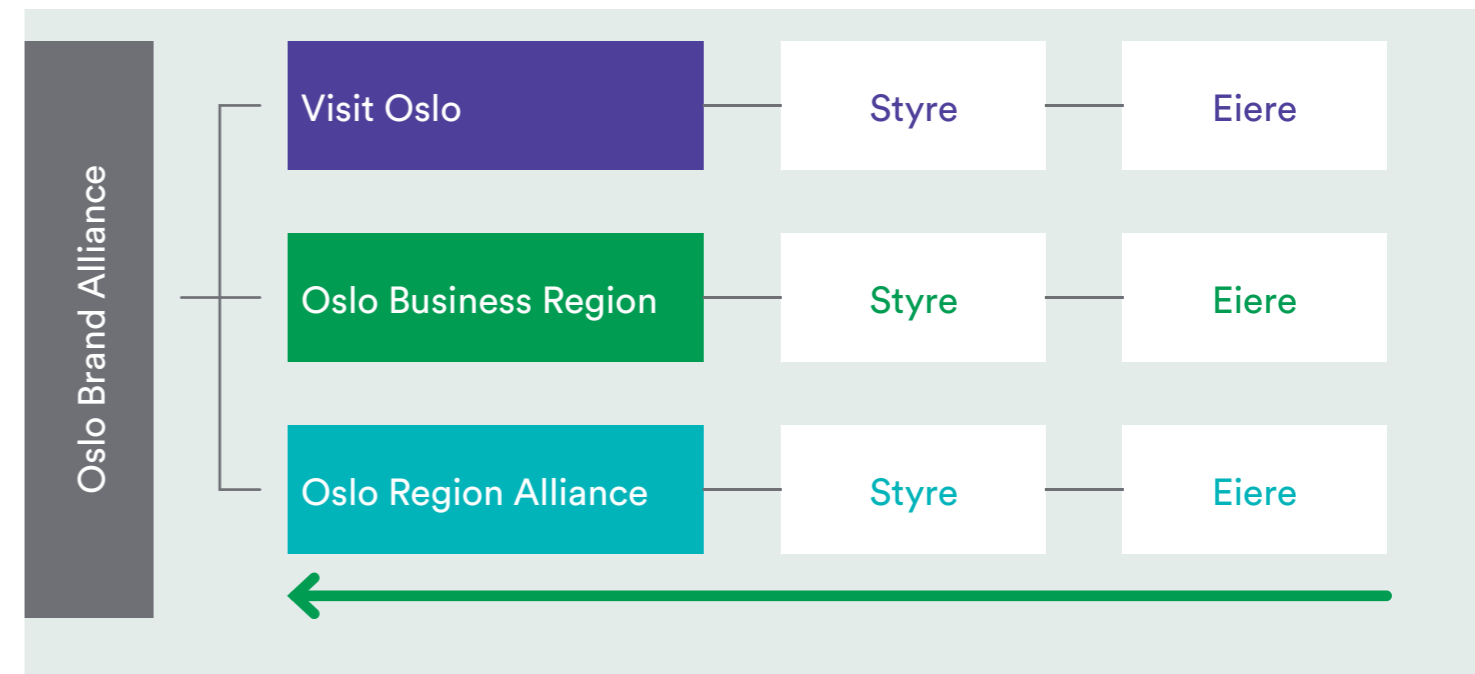 Oslo Brand Alliance
Visit Oslo
Styre
Eiere
Oslo Business Region
Styre
Eiere
Oslo Region Alliance
Styre
Eiere